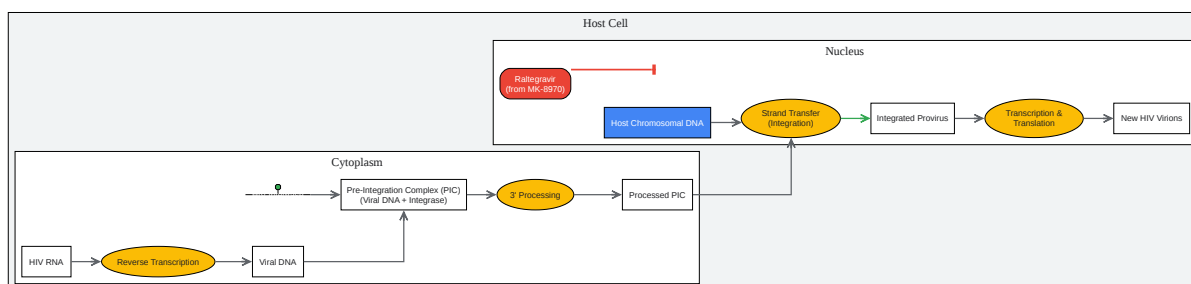 Host Cell
Nucleus
Raltegravir
(from MK-8970)
Host Chromosomal DNA
Strand Transfer
(Integration)
Integrated Provirus
Transcription &
Translation
New HIV Virions
Cytoplasm
Pre-Integration Complex (PIC)
(Viral DNA + Integrase)
3' Processing
Processed PIC
HIV RNA
Reverse Transcription
Viral DNA